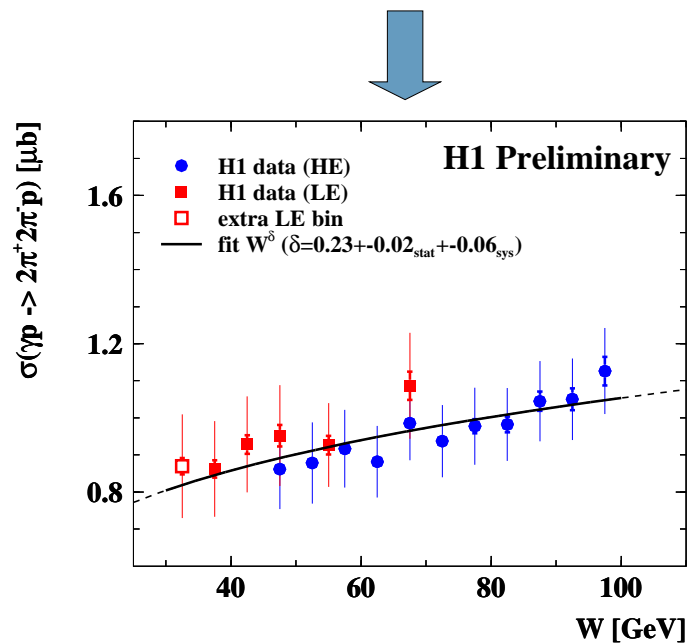 H1 Preliminary
σ(γp -> 2π⁺2π⁻p) [μb]
H1 data (HE)
H1 data (LE)
extra LE bin
fit W^δ (δ=0.23+-0.02stat+-0.06sys)
1.6
1.2
0.8
40 60 80 100
W [GeV]